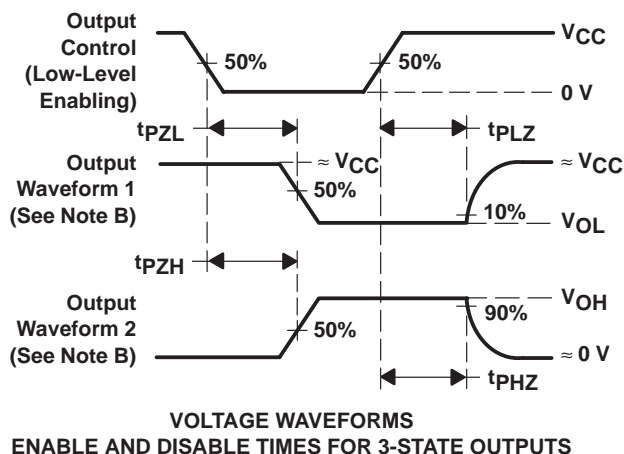 Output
Control
(Low-Level
Enabling)
50%
50%
VCC
0 V
tPZL
tPLZ
Output
Waveform 1
(See Note B)
≈ VCC
50%
≈ VCC
10%
VOL
tPZH
Output
Waveform 2
(See Note B)
50%
VOH
90%
≈ 0 V
tPHZ
VOLTAGE WAVEFORMS
ENABLE AND DISABLE TIMES FOR 3-STATE OUTPUTS